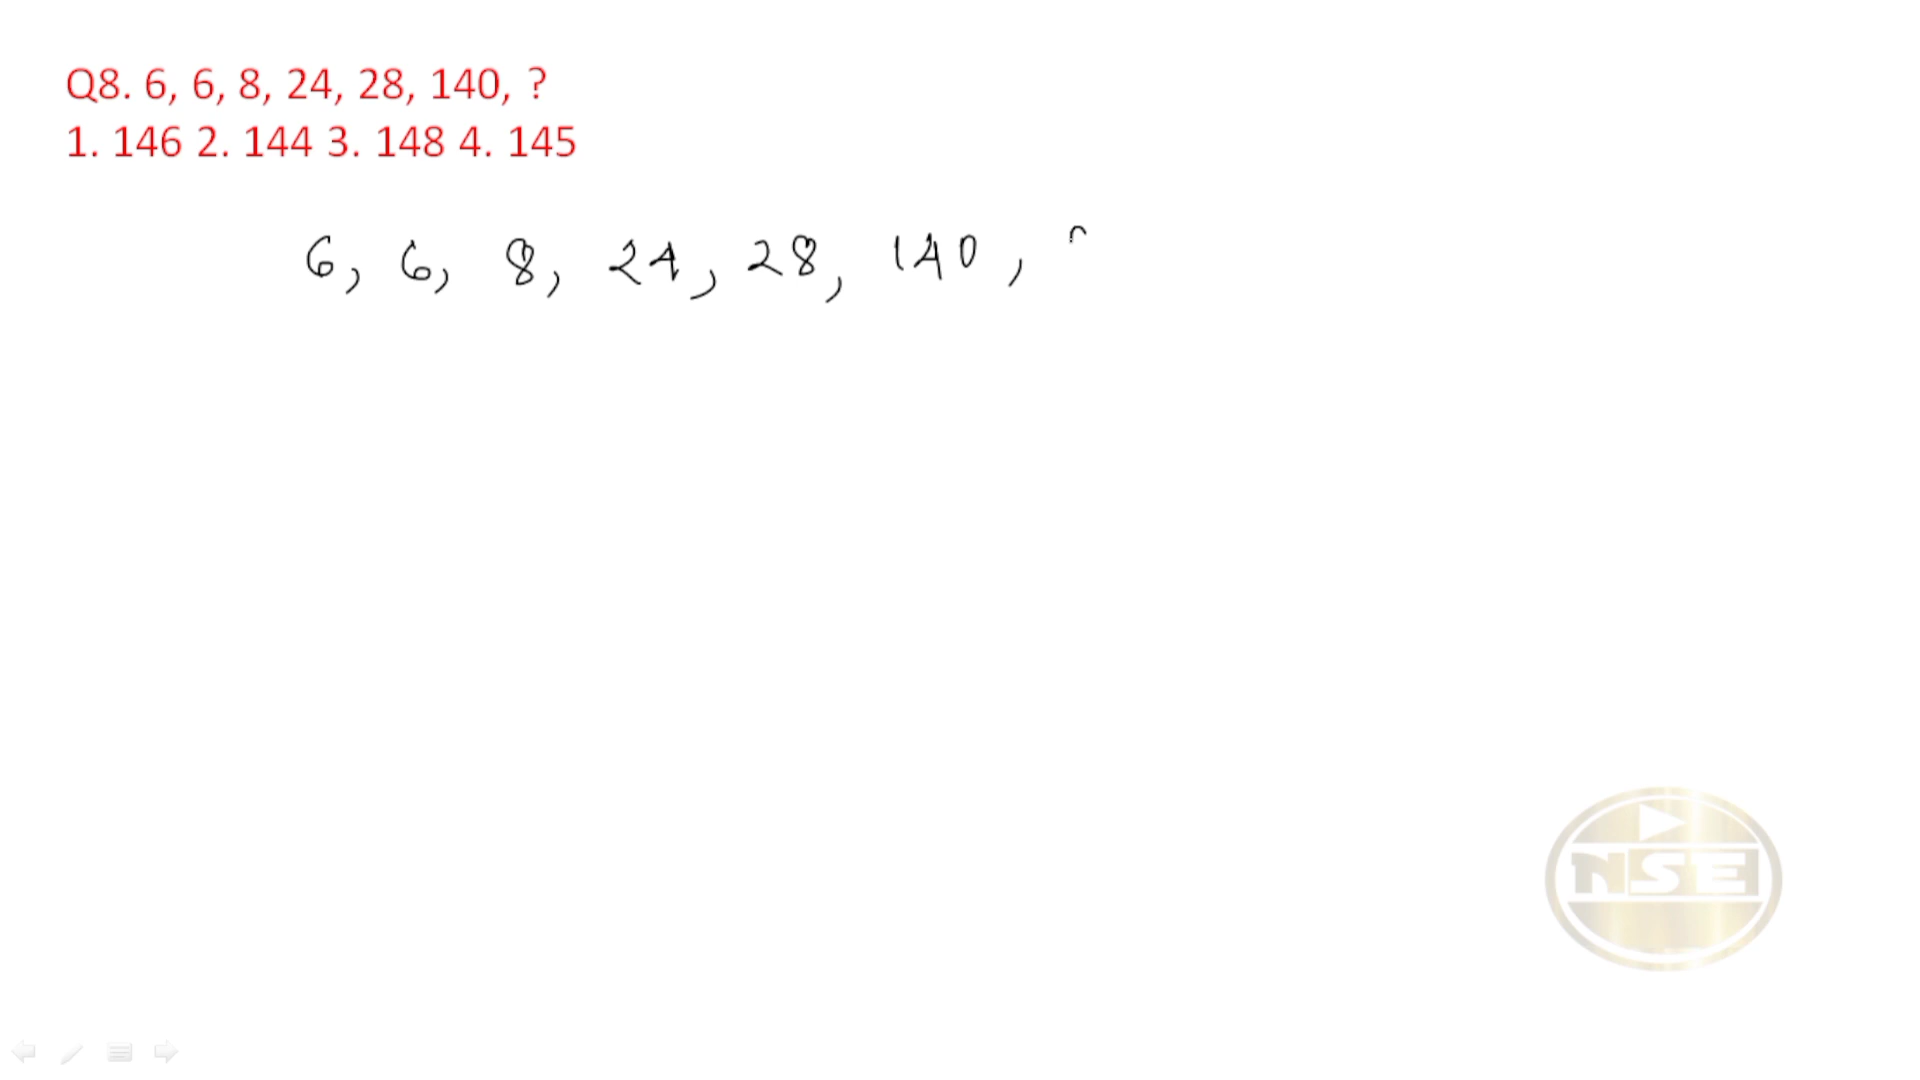 Q8. 6, 6, 8, 24, 28, 140, ?
1. 146 2. 144 3. 148 4. 145
6, 6, 8, 24, 28, 140,
NSE